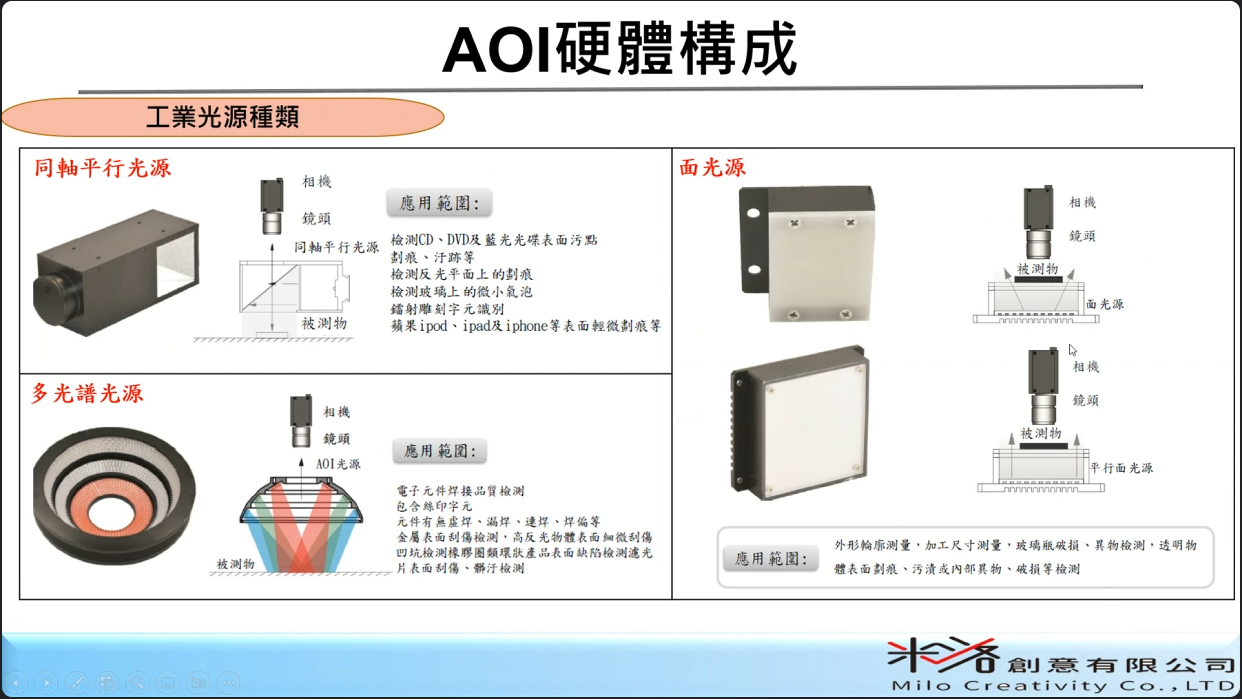 AOI硬體構成
工業光源種類
同軸平行光源
相機
鏡頭
同軸平行光源
被測物
應用範圍:
檢測CD、DVD及藍光光碟表面污點
劃痕、汙跡等
檢測反光平面上的劃痕
檢測玻璃上的微小氣泡
鐳射雕刻字元識別
蘋果ipod、ipad及iphone等表面輕微劃痕等
多光譜光源
相機
鏡頭
AOI光源
被測物
應用範圍:
電子元件焊接品質檢測
包含絲印字元
元件有無虛焊、漏焊、連焊、焊偏等
金屬表面刮傷檢測，高反光物體表面細微刮傷
凹坑檢測橡膠圈類環狀產品表面缺陷檢測濾光
片表面刮傷、髒汙檢測
面光源
相機
鏡頭
被測物
面光源
相機
鏡頭
被測物
平行面光源
應用範圍:
外形輪廓測量，加工尺寸測量，玻璃瓶破損、異物檢測，透明物
體表面劃痕、污漬或內部異物、破損等檢測
米洛創意有限公司
Milo Creativity Co.,LTD